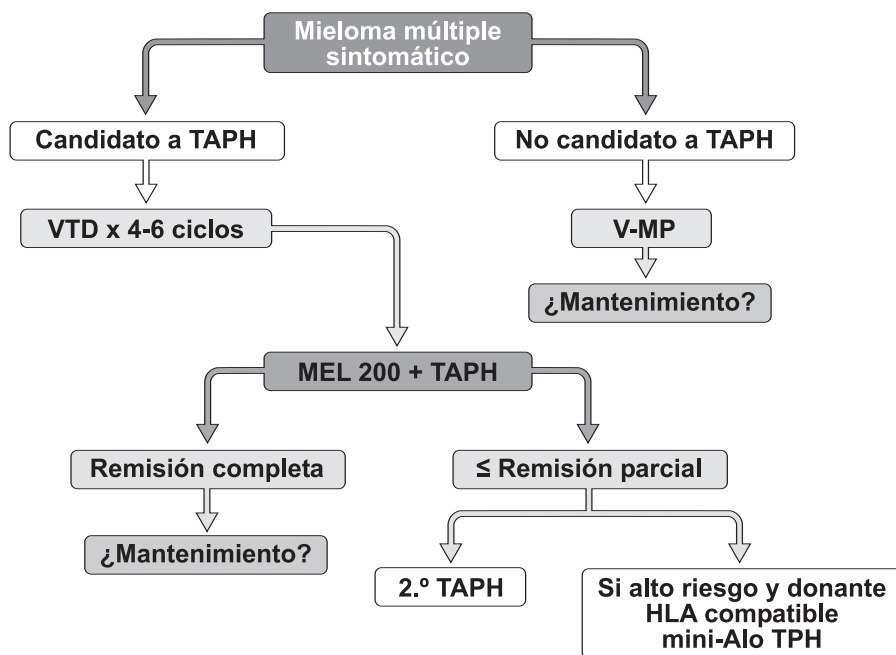 Mieloma múltiple
sintomático
Candidato a TAPH
No candidato a TAPH
VTD x 4-6 ciclos
V-MP
¿Mantenimiento?
MEL 200 + TAPH
Remisión completa
≤ Remisión parcial
¿Mantenimiento?
2.º TAPH
Si alto riesgo y donante
HLA compatible
mini-Alo TPH